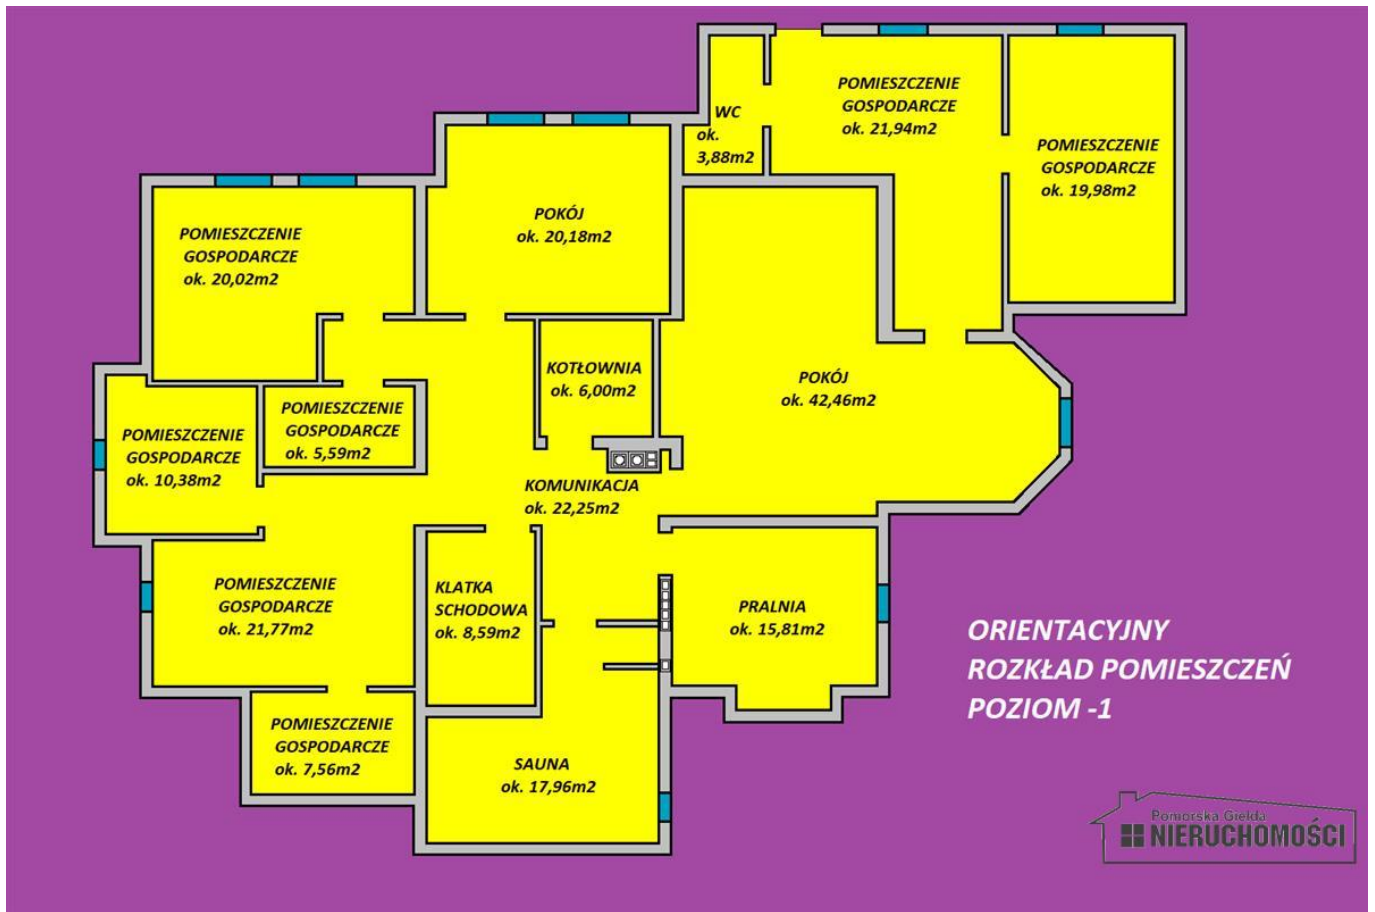 WC
ok.
3,88m2
POMIESZCZENIE
GOSPODARCZE
ok. 21,94m2
POMIESZCZENIE
GOSPODARCZE
ok. 19,98m2
POKÓJ
ok. 20,18m2
POMIESZCZENIE
GOSPODARCZE
ok. 20,02m2
KOTŁOWNIA
ok. 6,00m2
POKÓJ
ok. 42,46m2
POMIESZCZENIE
GOSPODARCZE
ok. 5,59m2
POMIESZCZENIE
GOSPODARCZE
ok. 10,38m2
KOMUNIKACJA
ok. 22,25m2
POMIESZCZENIE
GOSPODARCZE
ok. 21,77m2
KLATKA
SCHODOWA
ok. 8,59m2
PRALNIA
ok. 15,81m2
POMIESZCZENIE
GOSPODARCZE
ok. 7,56m2
SAUNA
ok. 17,96m2
ORIENTACYJNY
ROZKŁAD POMIESZCZEŃ
POZIOM -1
Pomorska Giełda
NIERUCHOMOŚCI